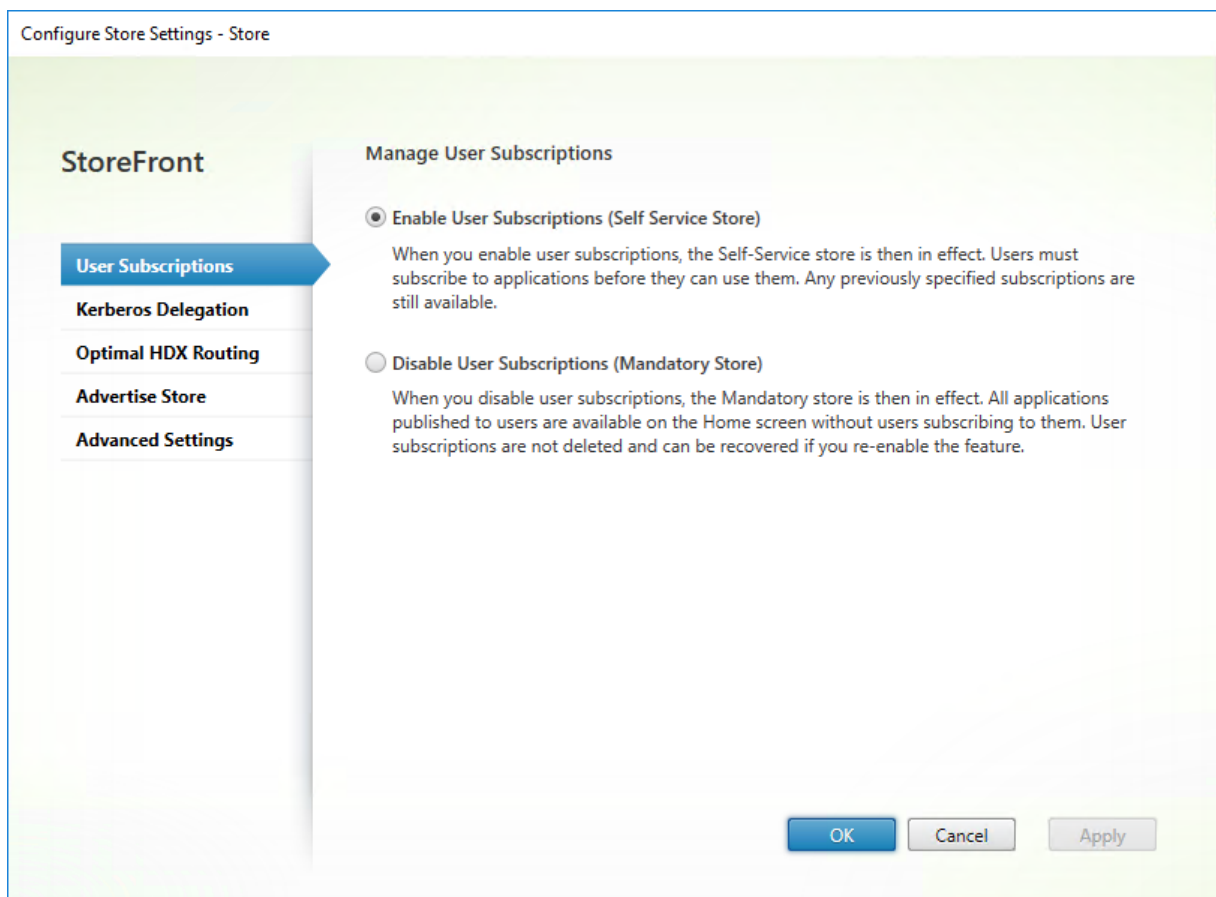 Configure Store Settings - Store
StoreFront
User Subscriptions
Kerberos Delegation
Optimal HDX Routing
Advertise Store
Advanced Settings
Manage User Subscriptions
Enable User Subscriptions (Self Service Store)
When you enable user subscriptions, the Self-Service store is then in effect. Users must
subscribe to applications before they can use them. Any previously specified subscriptions are
still available.
Disable User Subscriptions (Mandatory Store)
When you disable user subscriptions, the Mandatory store is then in effect. All applications
published to users are available on the Home screen without users subscribing to them. User
subscriptions are not deleted and can be recovered if you re-enable the feature.
OK
Cancel
Apply